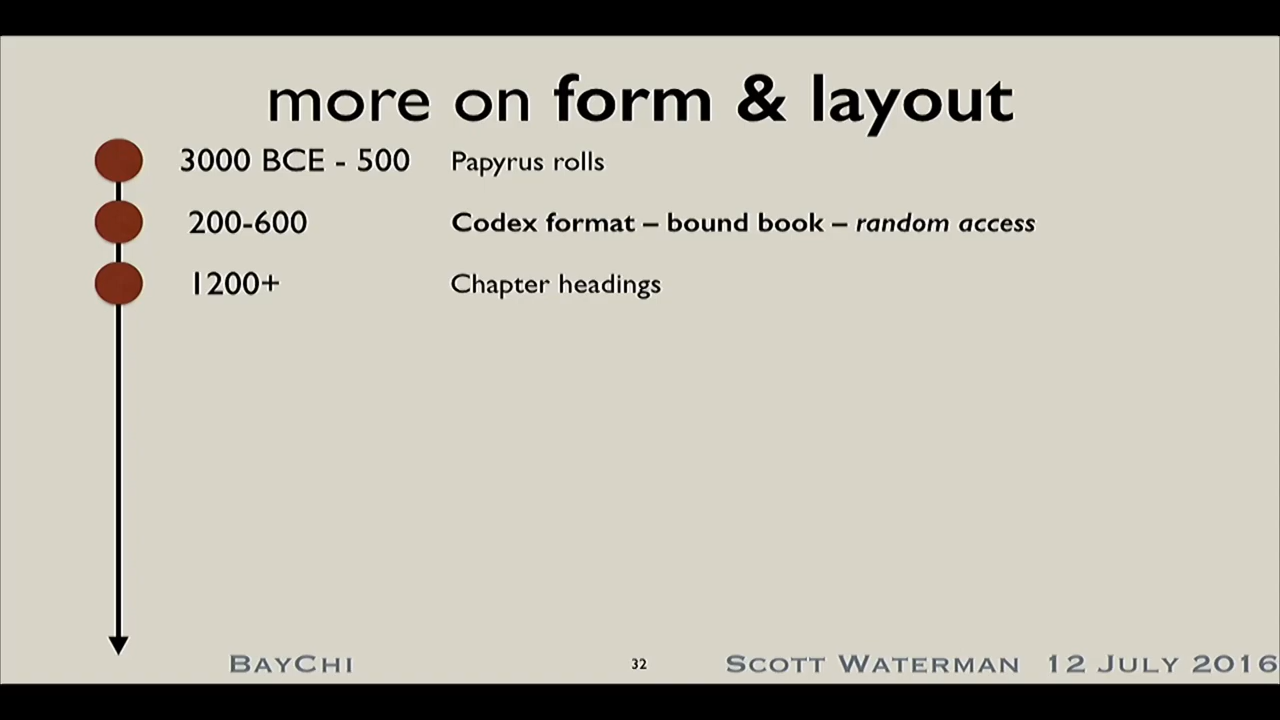 more on form & layout
3000 BCE - 500 Papyrus rolls
200-600 Codex format – bound book – random access
1200+ Chapter headings
BayChi 32 Scott Waterman 12 July 2016